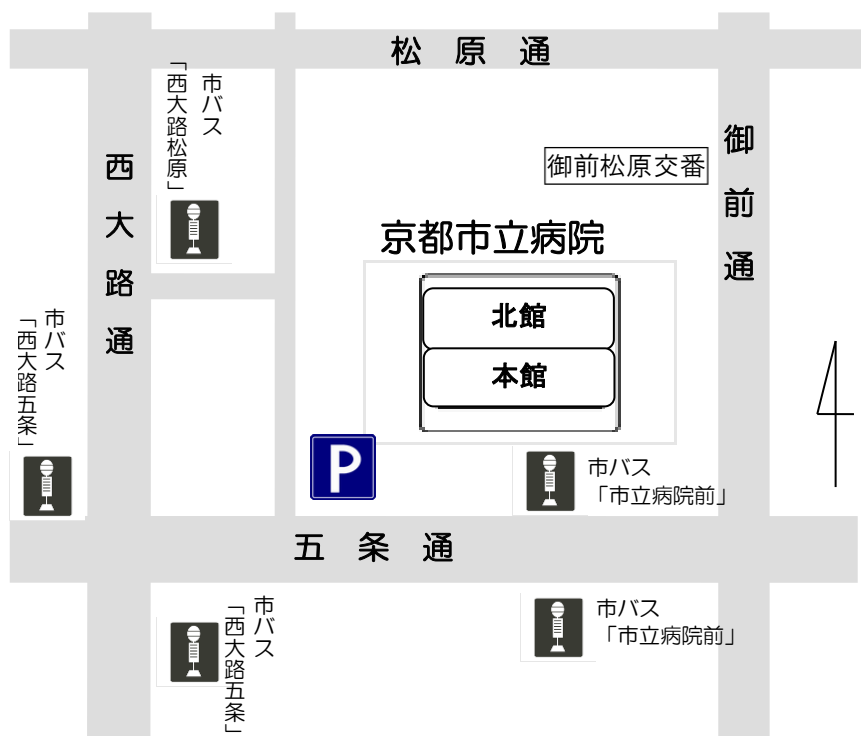 松原通
市バス
「西大路松原」
御前通
西大路通
御前松原交番
京都市立病院
北館
本館
市バス
「西大路五条」
P
市バス
「市立病院前」
五条通
市バス
「西大路五条」
市バス
「市立病院前」